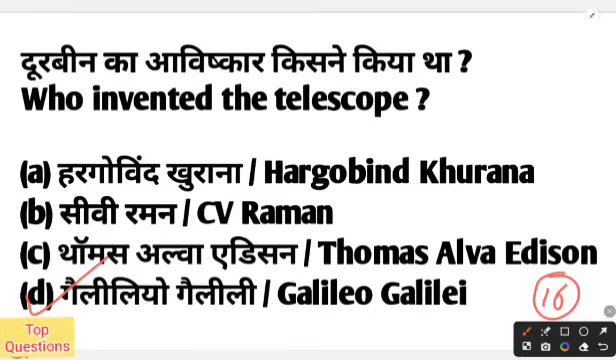 दूरबीन का आविष्कार किसने किया था ?
Who invented the telescope ?
(a) हरगोविंद खुराना / Hargobind Khurana
(b) सीवी रमन / CV Raman
(c) थॉमस अल्वा एडिसन / Thomas Alva Edison
(d) गैलीलियो गैलीली / Galileo Galilei
16
Top
Questions